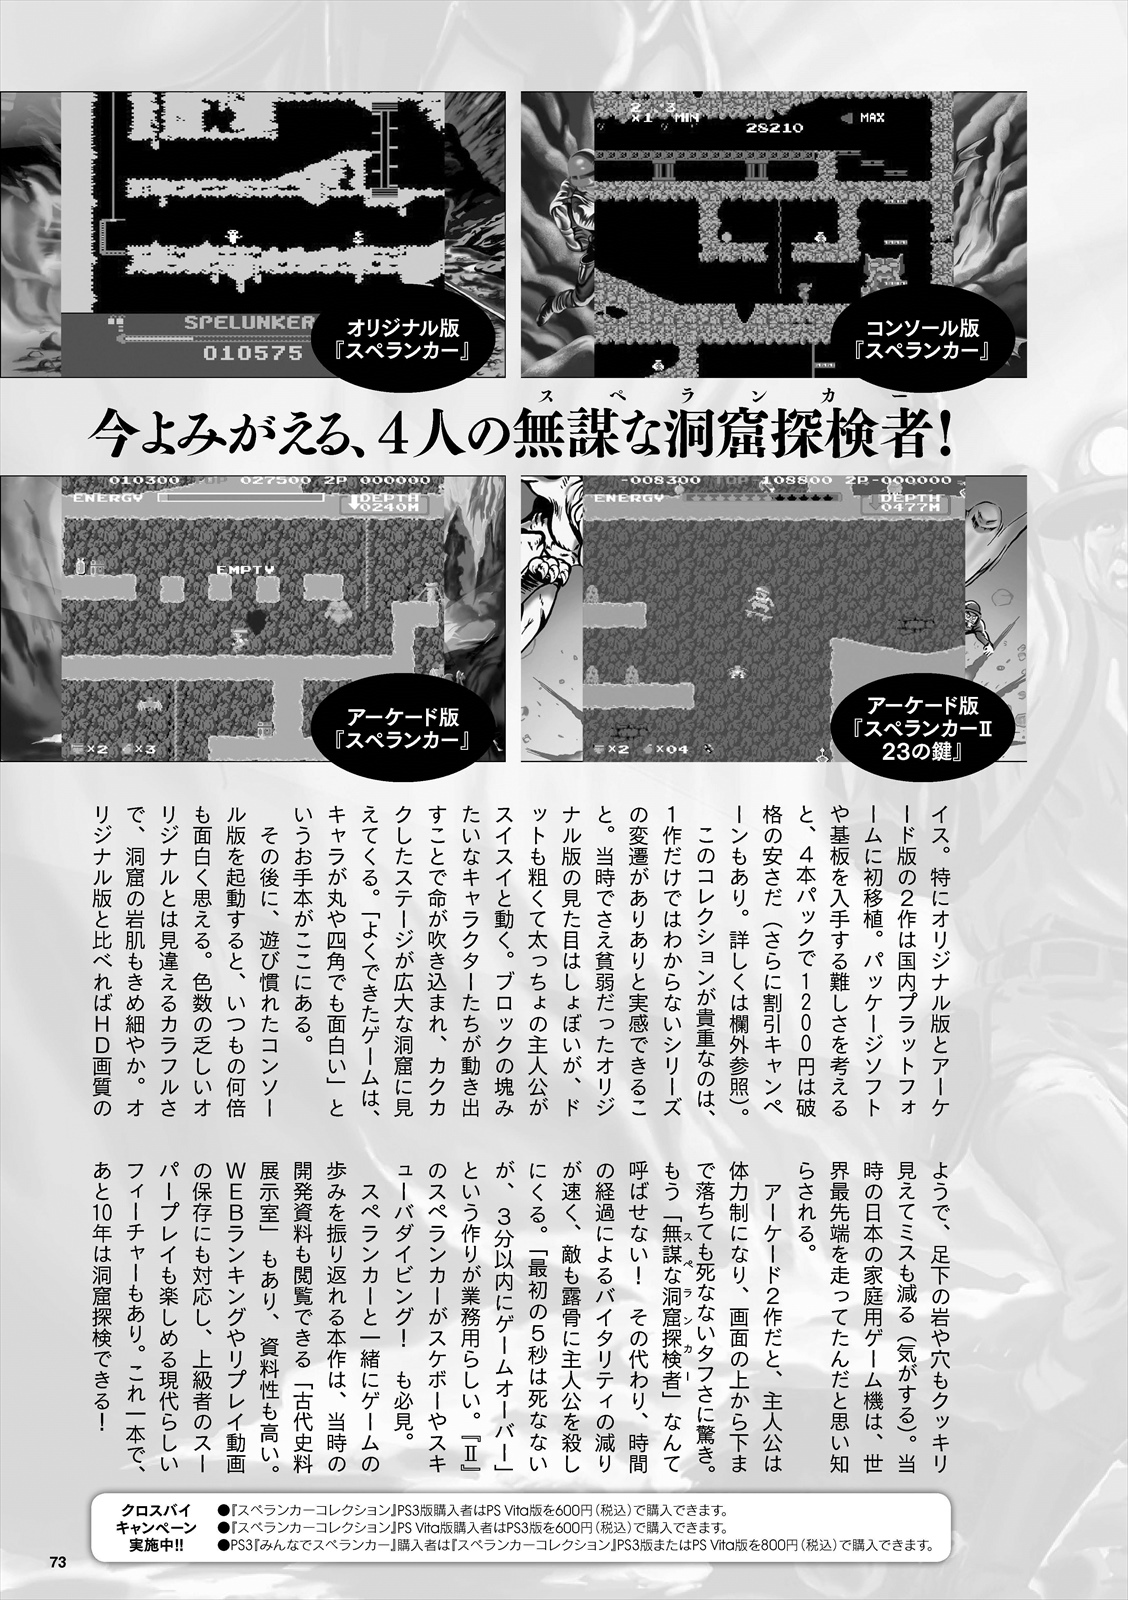 SPELUNKER
010575
オリジナル版
『スペランカー』
2 3
×1 MIN
28210
MAX
コンソール版
『スペランカー』
スペランカー
今よみがえる、4人の無謀な洞窟探検者!
010300 027500 2P 000000
ENERGY
DEPTH
0240M
EMPTY
×2 ×3
アーケード版
『スペランカー』
-008300 108800 2P-000000
ENERGY
DEPTH
0477M
×2 ×04
アーケード版
『スペランカーⅡ
23の鍵』
イス。特にオリジナル版とアーケ
ード版の2作は国内プラットフォ
ームに初移植。パッケージソフト
や基板を入手する難しさを考える
と、4本パックで1200円は破
格の安さだ（さらに割引キャンペ
ーンもあり。詳しくは欄外参照）。
このコレクションが貴重なのは、
1作だけではわからないシリーズ
の変遷がありありと実感できるこ
と。当時でさえ貧弱だったオリジ
ナル版の見た目はしょぼいが、ド
ットも粗くて太っちょの主人公が
スイスイと動く。ブロックの塊み
たいなキャラクターたちが動き出
すことで命が吹き込まれ、カクカ
クしたステージが広大な洞窟に見
えてくる。「よくできたゲームは、
キャラが丸や四角でも面白い」と
いうお手本がここにある。
その後に、遊び慣れたコンソー
ル版を起動すると、いつもの何倍
も面白く思える。色数の乏しいオ
リジナルとは見違えるカラフルさ
で、洞窟の岩肌もきめ細やか。オ
リジナル版と比べればHD画質の
ようで、足下の岩や穴もクッキリ
見えてミスも減る（気がする）。当
時の日本の家庭用ゲーム機は、世
界最先端を走ってたんだと思い知
らされる。
アーケード2作だと、主人公は
体力制になり、画面の上から下ま
で落ちても死なないタフさに驚き。
もう「無謀な洞窟探検者」なんて
スペランカー
呼ばせない! その代わり、時間
の経過によるバイタリティの減り
が速く、敵も露骨に主人公を殺し
にくる。「最初の5秒は死なない
が、3分以内にゲームオーバー」
という作りが業務用らしい。『Ⅱ』
のスペランカーがスケボーやスキ
ューバダイビング! も必見。
スペランカーと一緒にゲームの
歩みを振り返れる本作は、当時の
開発資料も閲覧できる「古代史料
展示室」もあり、資料性も高い。
WEBランキングやリプレイ動画
の保存にも対応し、上級者のスー
パープレイも楽しめる現代らしい
フィーチャーもあり。これ一本で、
あと10年は洞窟探検できる!
クロスバイ
キャンペーン
実施中!!
●『スペランカーコレクション』PS3版購入者はPS Vita版を600円（税込）で購入できます。
●『スペランカーコレクション』PS Vita版購入者はPS3版を600円（税込）で購入できます。
●PS3『みんなでスペランカー』購入者は『スペランカーコレクション』PS3版またはPS Vita版を800円（税込）で購入できます。
73